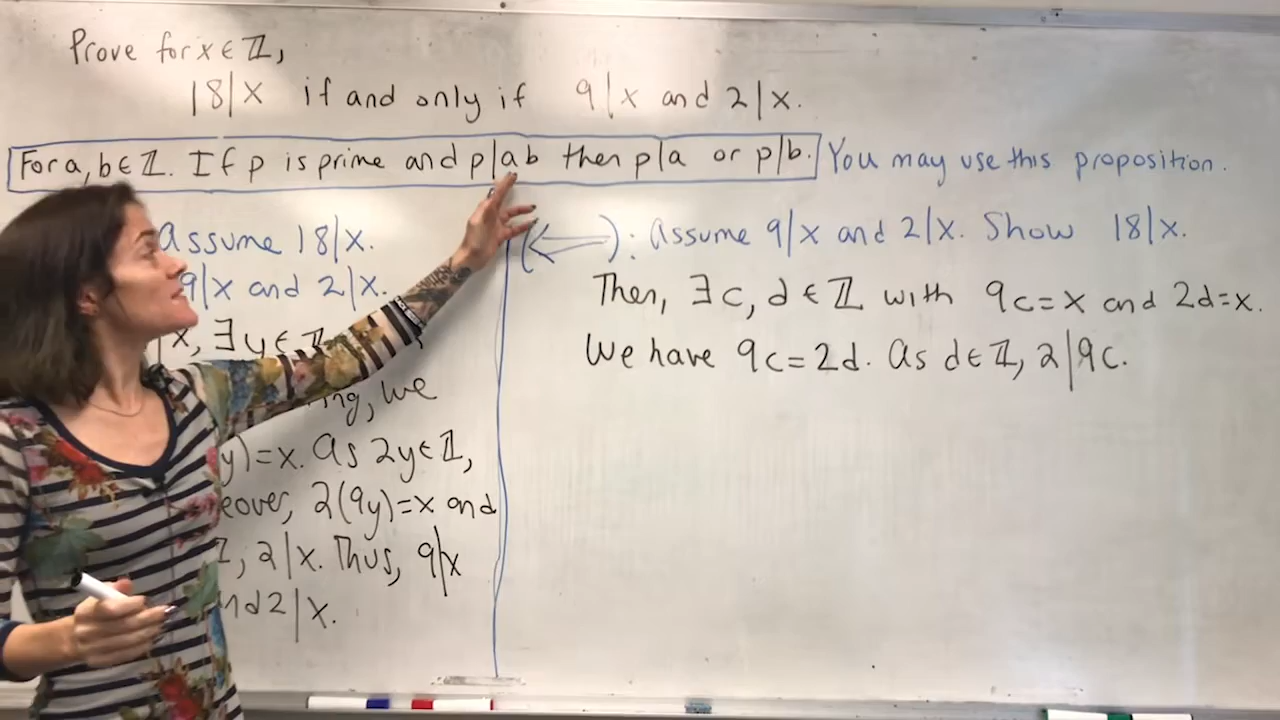 Prove for x ∈ ℤ,
18|x if and only if 9|x and 2|x.
For a, b ∈ ℤ. If p is prime and p|ab then p|a or p|b. You may use this proposition.
assume 18|x.
9|x and 2|x.
x, ∃y ∈ ℤ
ing, we
y)=x. As 2y ∈ ℤ,
eover, 2(9y)=x and
, 2|x. Thus, 9|x
nd 2|x.
(⇐): Assume 9|x and 2|x. Show 18|x.
Then, ∃c, d ∈ ℤ with 9c=x and 2d=x.
We have 9c=2d. As d ∈ ℤ, 2|9c.